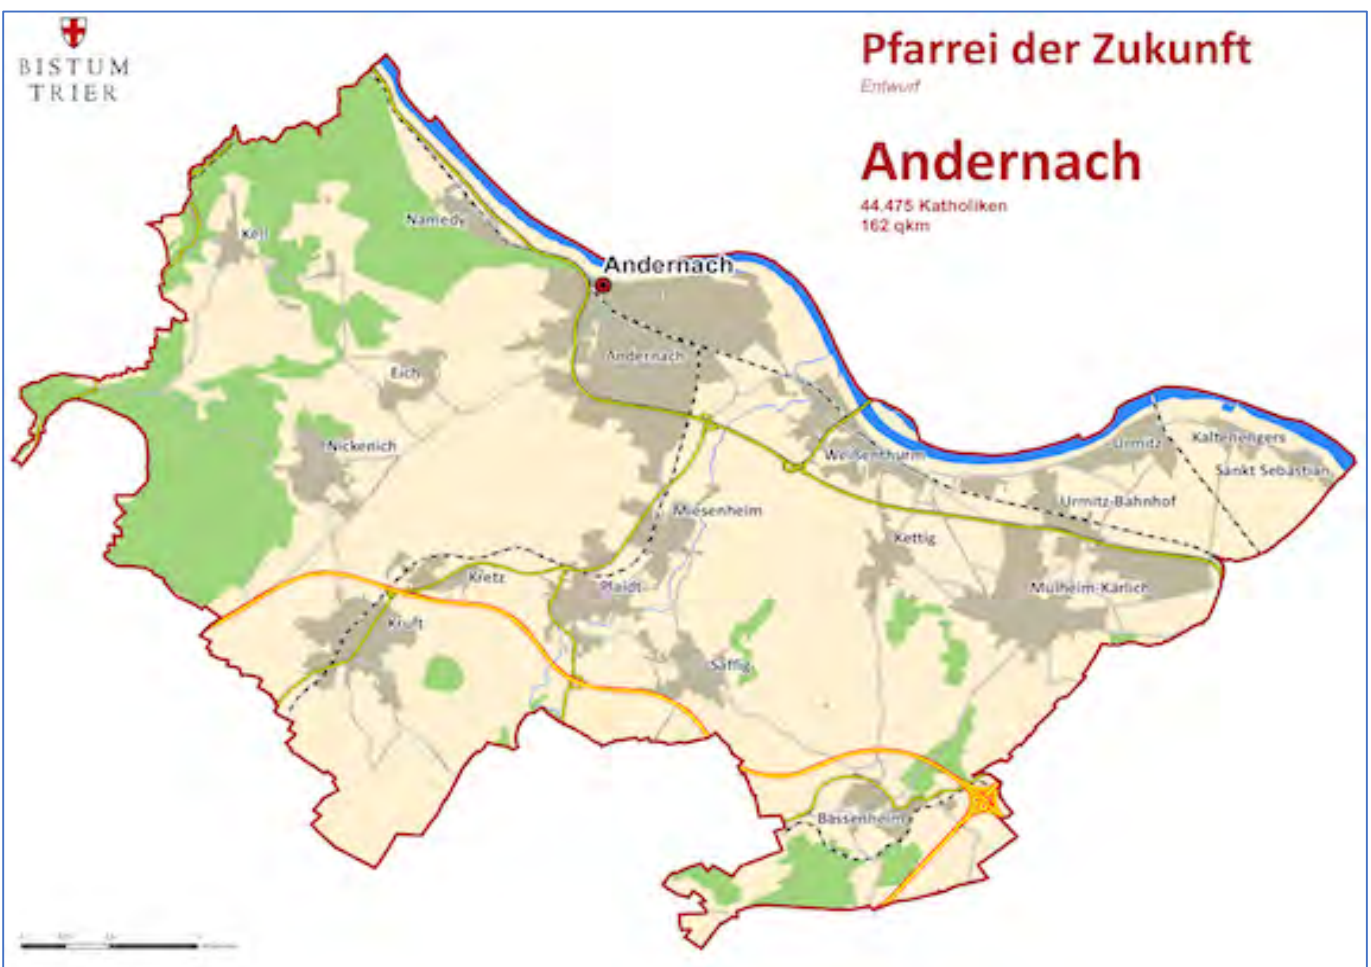 BISTUM
TRIER
Pfarrei der Zukunft
Entwurf
Andernach
44.475 Katholiken
162 qkm
Namedy
Kell
Andernach
Andernach
Eich
Nickenich
Weißenthurm
Urmitz
Kaltenengers
Sankt Sebastian
Urmitz-Bahnhof
Miesenheim
Kettig
Kretz
Plaidt
Mülheim-Kärlich
Kruft
Saffig
Bassenheim